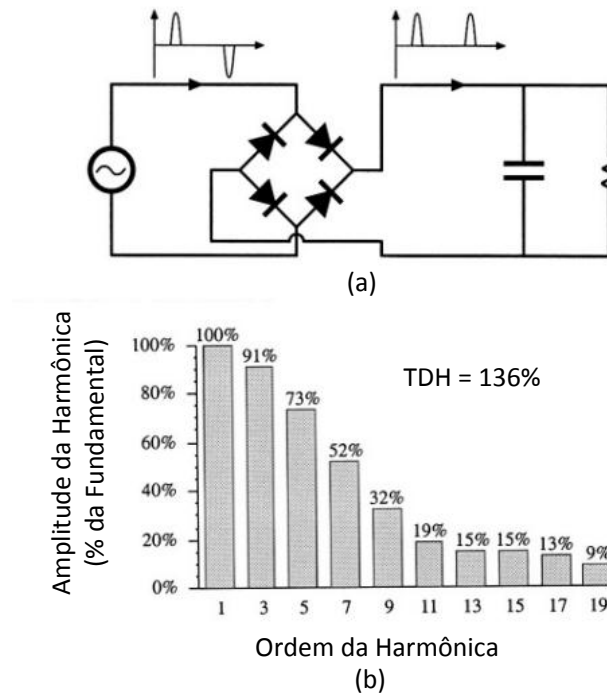 (a)
100%
91%
73%
52%
32%
19%
15%
15%
13%
9%
TDH = 136%
100%
80%
60%
40%
20%
0%
Amplitude da Harmônica
(% da Fundamental)
1 3 5 7 9 11 13 15 17 19
Ordem da Harmônica
(b)